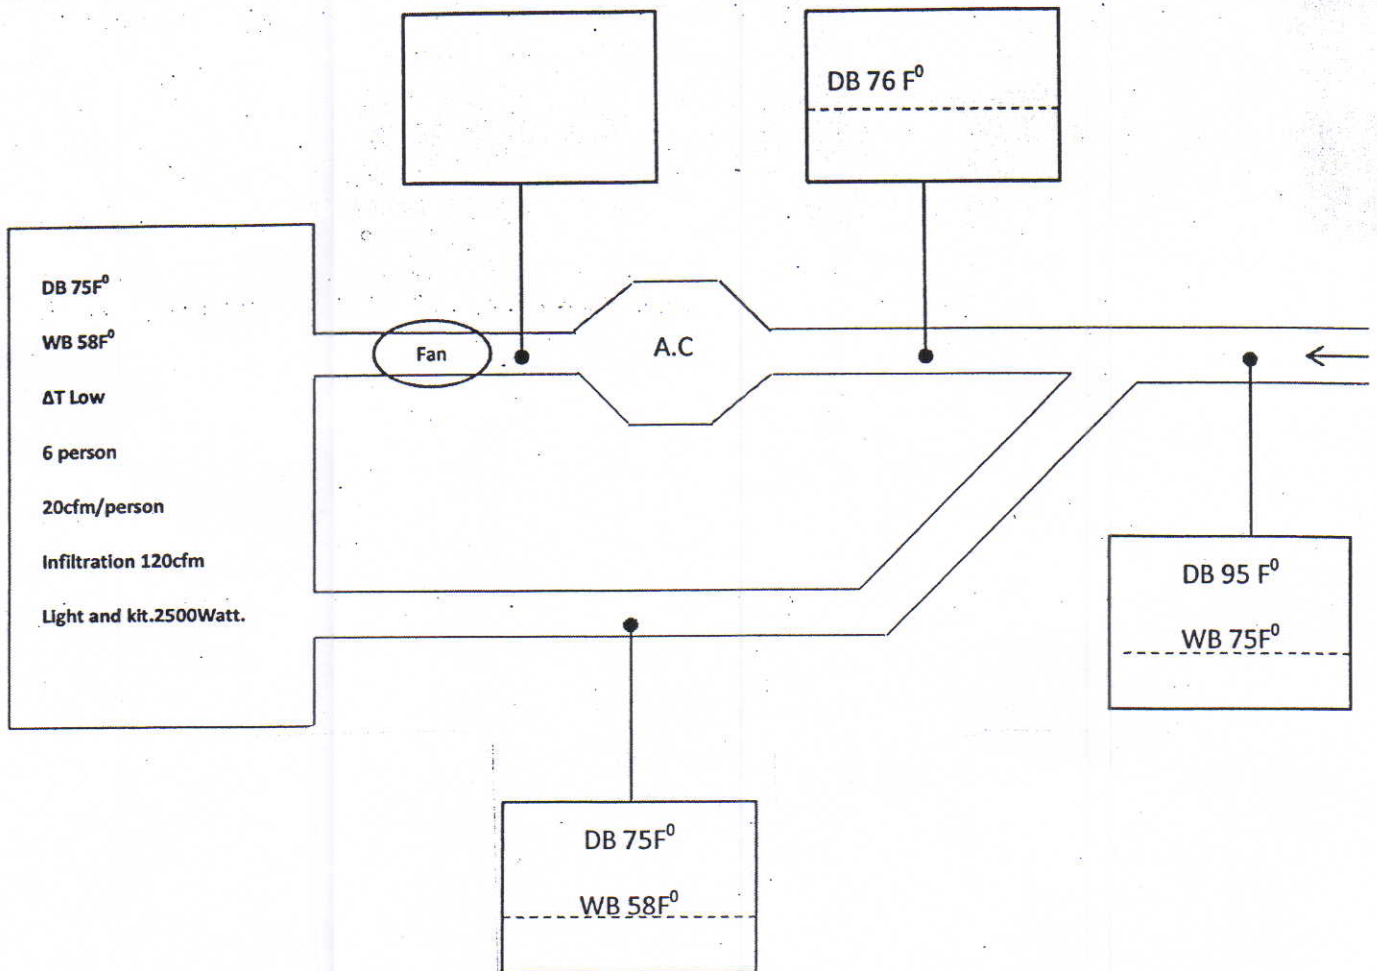 DB 76 F⁰
DB 75F⁰
WB 58F⁰
ΔT Low
6 person
20cfm/person
Infiltration 120cfm
Light and kit.2500Watt.
Fan
A.C
DB 95 F⁰
WB 75F⁰
DB 75F⁰
WB 58F⁰